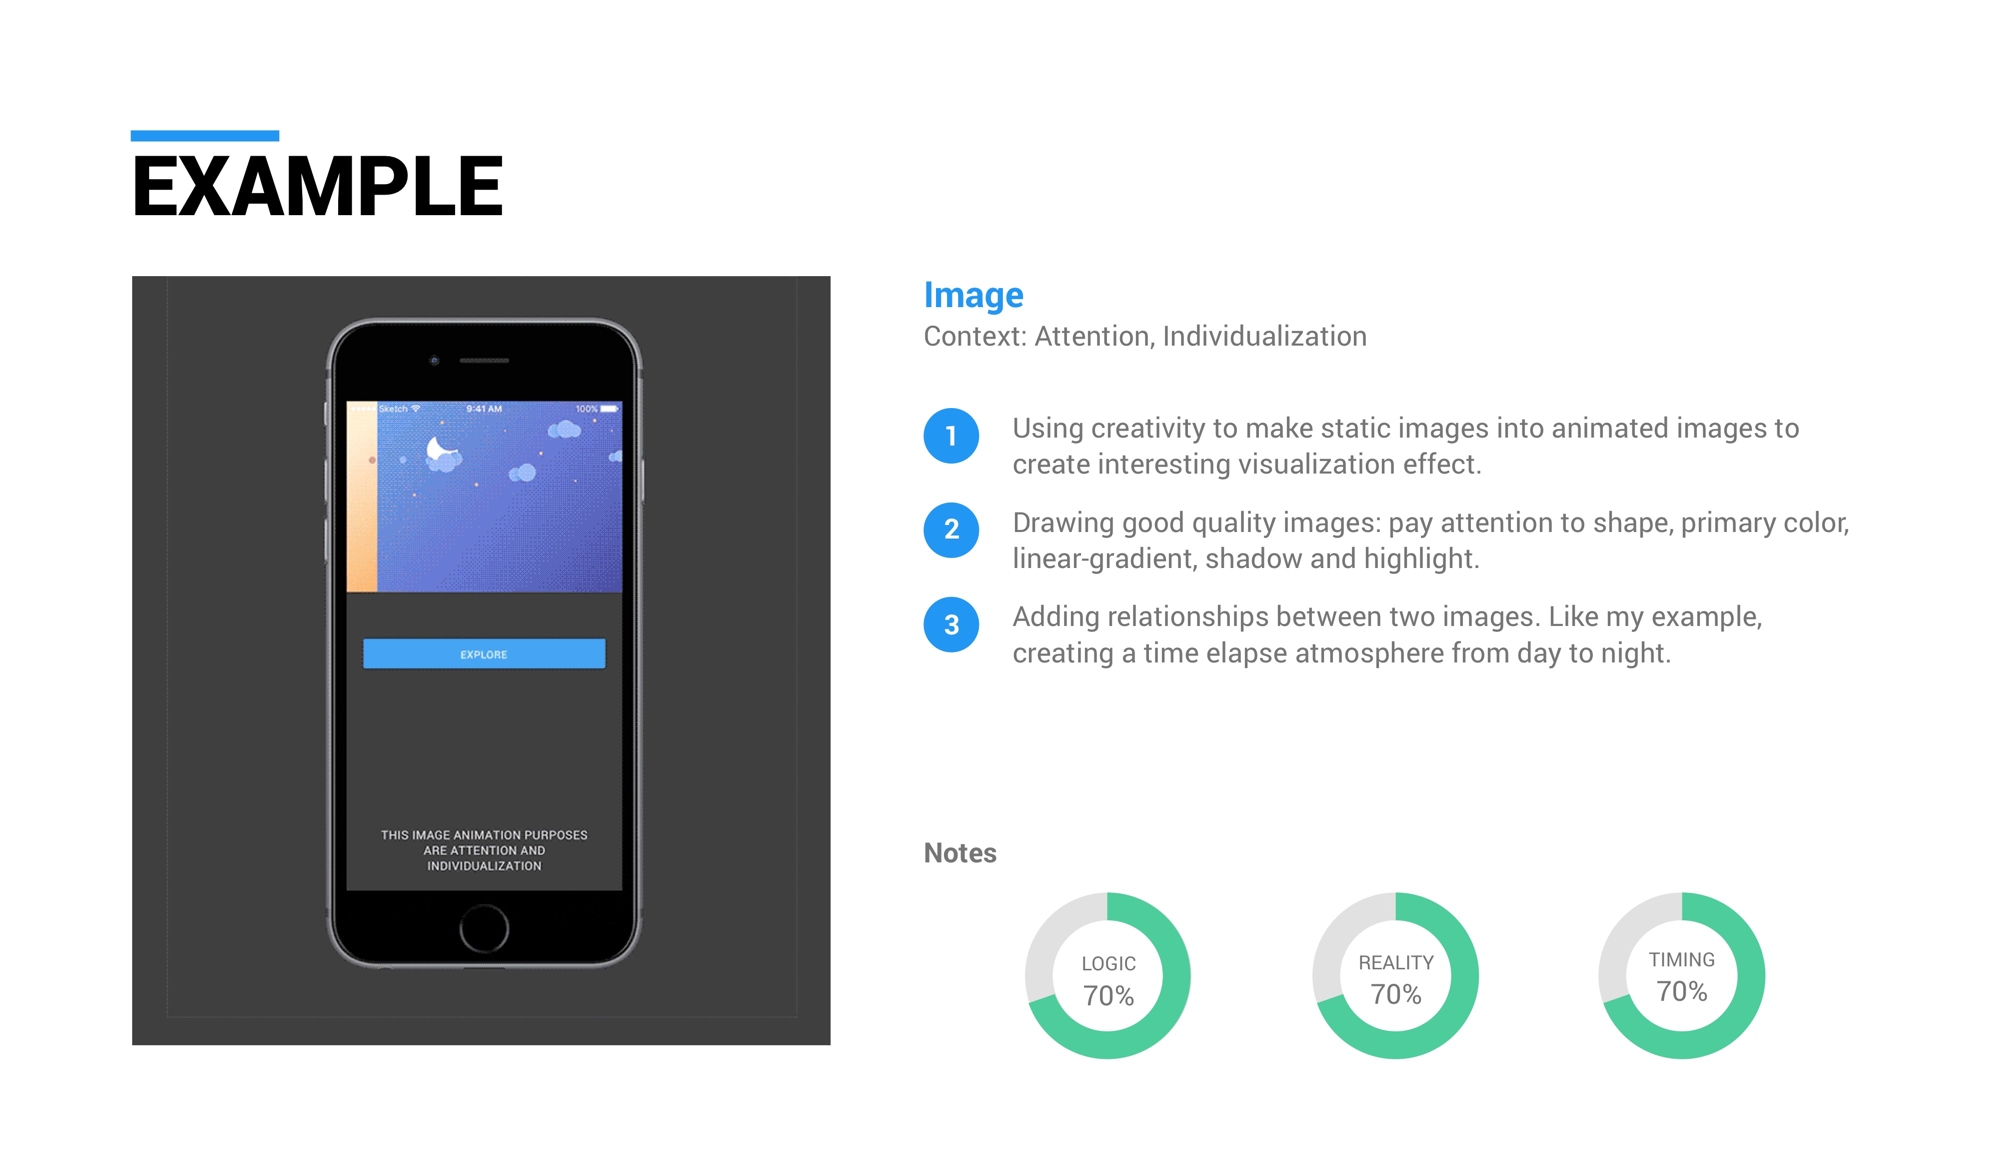 EXAMPLE
Sketch 9:41 AM 100%
EXPLORE
THIS IMAGE ANIMATION PURPOSES
ARE ATTENTION AND
INDIVIDUALIZATION
Image
Context: Attention, Individualization
1 Using creativity to make static images into animated images to
create interesting visualization effect.
2 Drawing good quality images: pay attention to shape, primary color,
linear-gradient, shadow and highlight.
3 Adding relationships between two images. Like my example,
creating a time elapse atmosphere from day to night.
Notes
LOGIC
70%
REALITY
70%
TIMING
70%